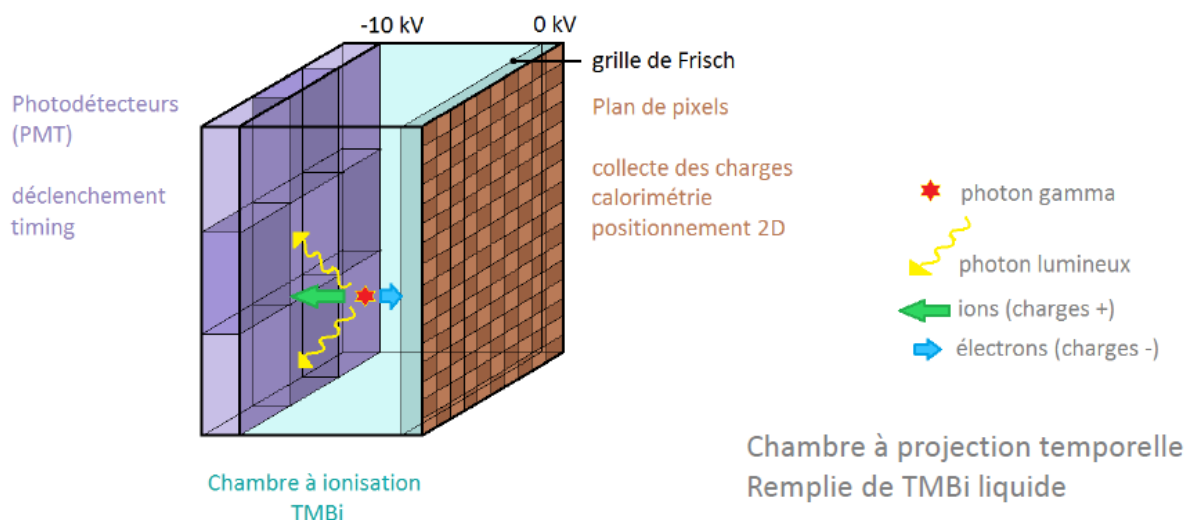 -10 kV
0 kV
grille de Frisch
Photodétecteurs
(PMT)
déclenchement
timing
Plan de pixels
collecte des charges
calorimétrie
positionnement 2D
photon gamma
photon lumineux
ions (charges +)
électrons (charges -)
Chambre à ionisation
TMBi
Chambre à projection temporelle
Remplie de TMBi liquide